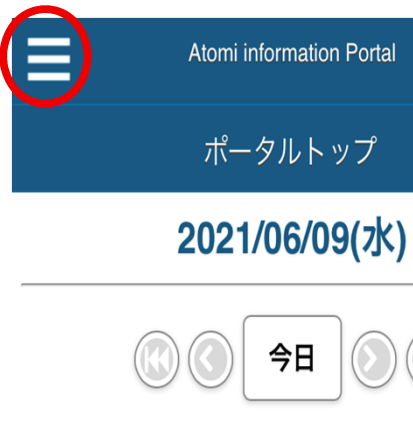 Atomi information Portal
ポータルトップ
2021/06/09(水)
今日